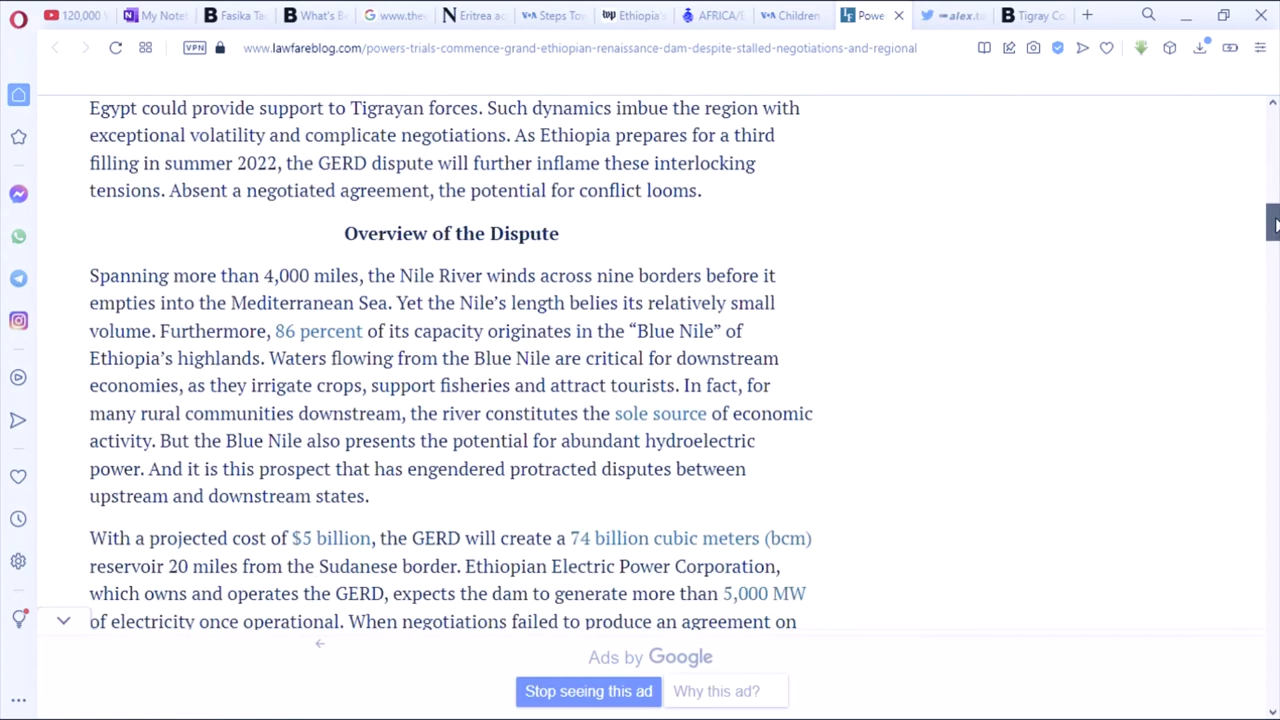 120,000
My Note
Fasika Ta
What's B
www.the
Eritrea a
VOA Steps Tov
wp Ethiopia's
AFRICA/E
VOA Children
LF Powe
alex.t
Tigray Co
VPN www.lawfareblog.com/powers-trials-commence-grand-ethiopian-renaissance-dam-despite-stalled-negotiations-and-regional
Egypt could provide support to Tigrayan forces. Such dynamics imbue the region with
exceptional volatility and complicate negotiations. As Ethiopia prepares for a third
filling in summer 2022, the GERD dispute will further inflame these interlocking
tensions. Absent a negotiated agreement, the potential for conflict looms.
Overview of the Dispute
Spanning more than 4,000 miles, the Nile River winds across nine borders before it
empties into the Mediterranean Sea. Yet the Nile’s length belies its relatively small
volume. Furthermore, 86 percent of its capacity originates in the “Blue Nile” of
Ethiopia’s highlands. Waters flowing from the Blue Nile are critical for downstream
economies, as they irrigate crops, support fisheries and attract tourists. In fact, for
many rural communities downstream, the river constitutes the sole source of economic
activity. But the Blue Nile also presents the potential for abundant hydroelectric
power. And it is this prospect that has engendered protracted disputes between
upstream and downstream states.
With a projected cost of $5 billion, the GERD will create a 74 billion cubic meters (bcm)
reservoir 20 miles from the Sudanese border. Ethiopian Electric Power Corporation,
which owns and operates the GERD, expects the dam to generate more than 5,000 MW
of electricity once operational. When negotiations failed to produce an agreement on
Ads by Google
Stop seeing this ad
Why this ad?